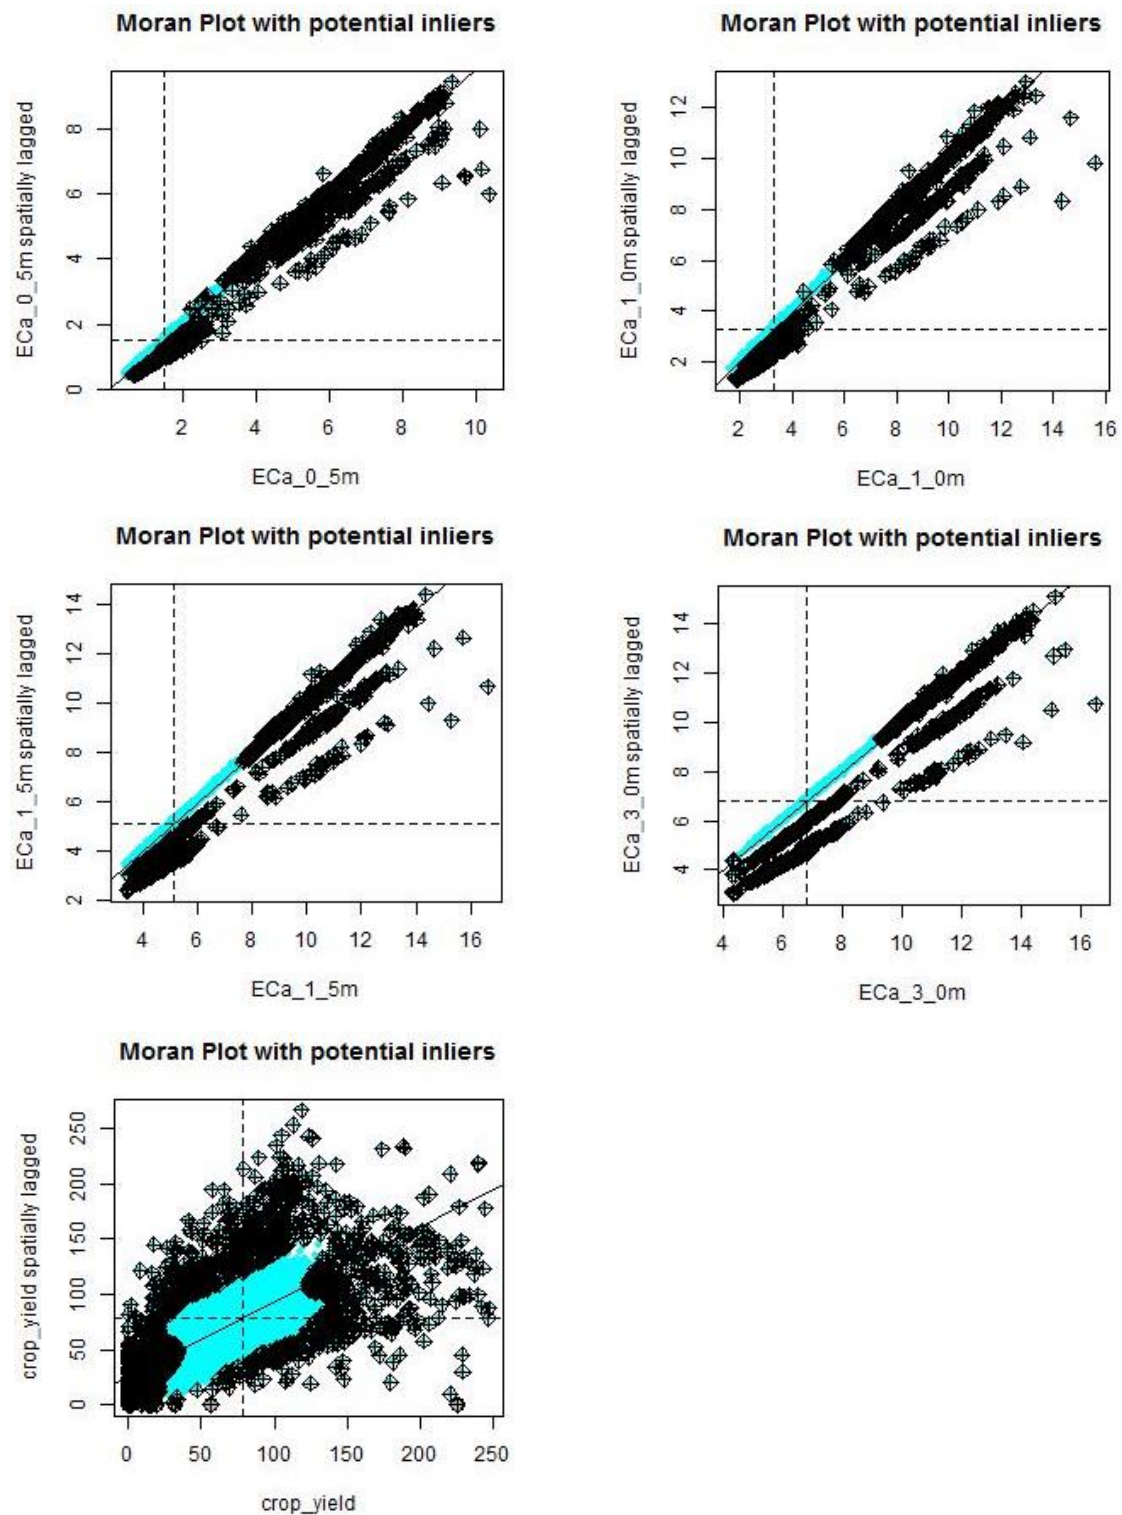 Moran Plot with potential inliers
ECa_0_5m spatially lagged
0 2 4 6 8
2 4 6 8 10
ECa_0_5m
Moran Plot with potential inliers
ECa_1_0m spatially lagged
2 4 6 8 10 12
2 4 6 8 10 12 14 16
ECa_1_0m
Moran Plot with potential inliers
ECa_1_5m spatially lagged
2 4 6 8 10 12 14
4 6 8 10 12 14 16
ECa_1_5m
Moran Plot with potential inliers
ECa_3_0m spatially lagged
4 6 8 10 12 14
4 6 8 10 12 14 16
ECa_3_0m
Moran Plot with potential inliers
crop_yield spatially lagged
0 50 100 150 200 250
0 50 100 150 200 250
crop_yield